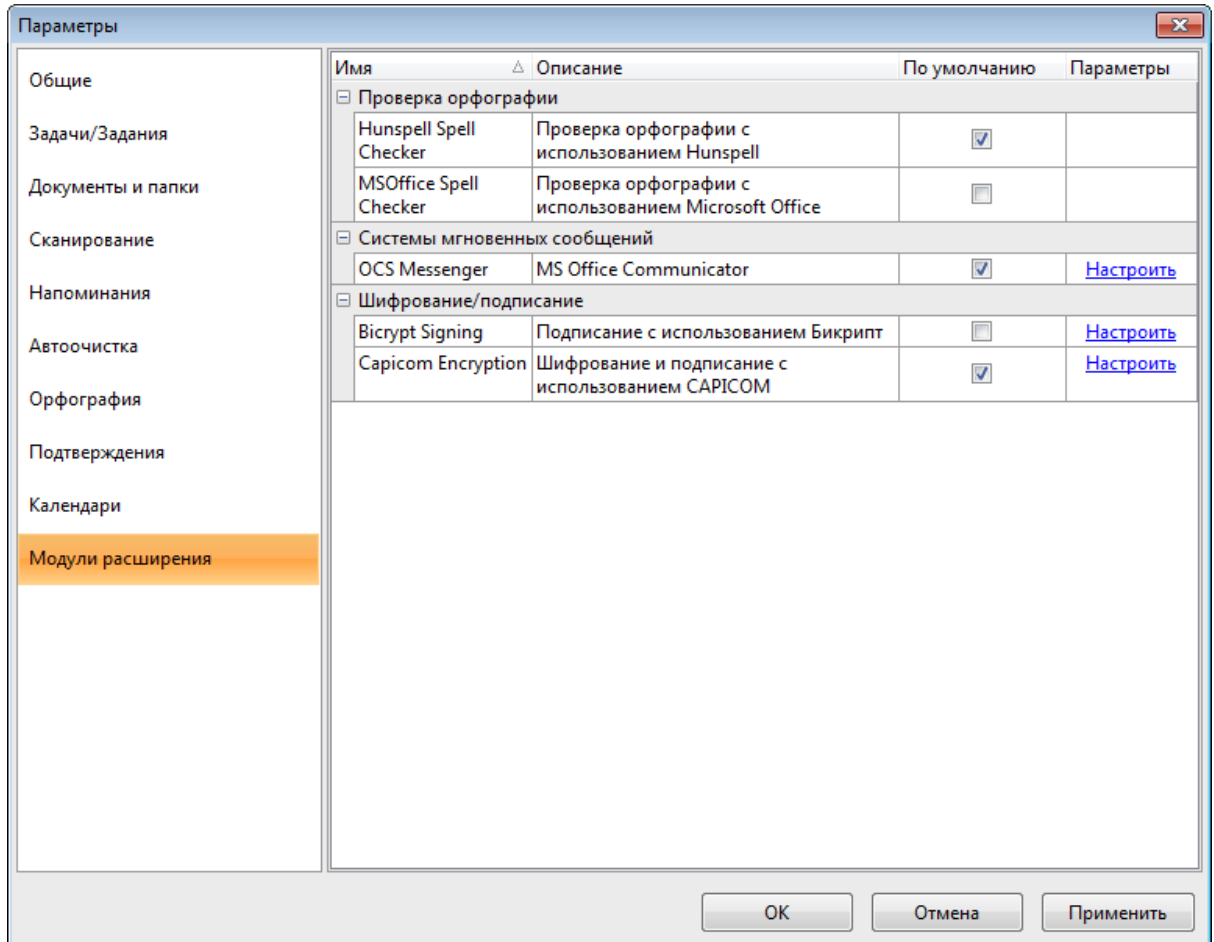 Параметры
Общие
Задачи/Задания
Документы и папки
Сканирование
Напоминания
Автоочистка
Орфография
Подтверждения
Календари
Модули расширения
Имя Описание По умолчанию Параметры
Проверка орфографии
Hunspell Spell
Checker
Проверка орфографии с
использованием Hunspell
MSOffice Spell
Checker
Проверка орфографии с
использованием Microsoft Office
Системы мгновенных сообщений
OCS Messenger MS Office Communicator Настроить
Шифрование/подписание
Bicrypt Signing Подписание с использованием Бикрипт Настроить
Capicom Encryption Шифрование и подписание с
использованием CAPICOM
Настроить
ОК Отмена Применить